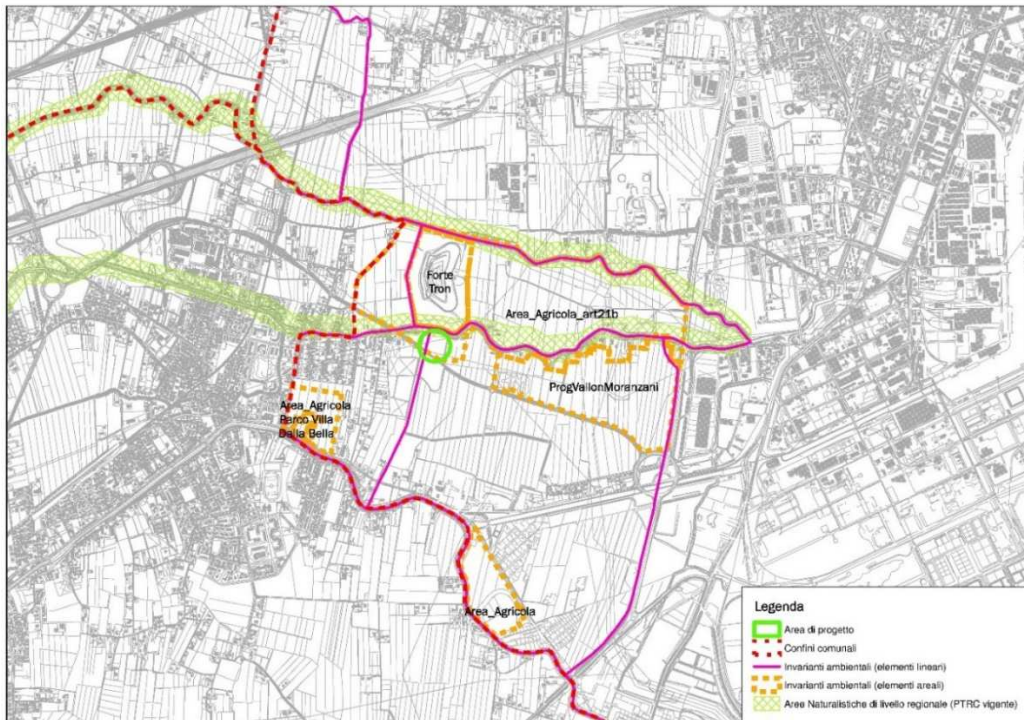 Forte
Tron
Area_Agricola_art21b
ProgVallonMoranzani
Area_Agricola
Parco Villa
Dalla Bella
Area_Agricola
Legenda
Area di progetto
Confini comunali
Invarianti ambientali (elementi lineari)
Invarianti ambientali (elementi areali)
Aree Naturalistiche di livello regionale (PTRC vigente)